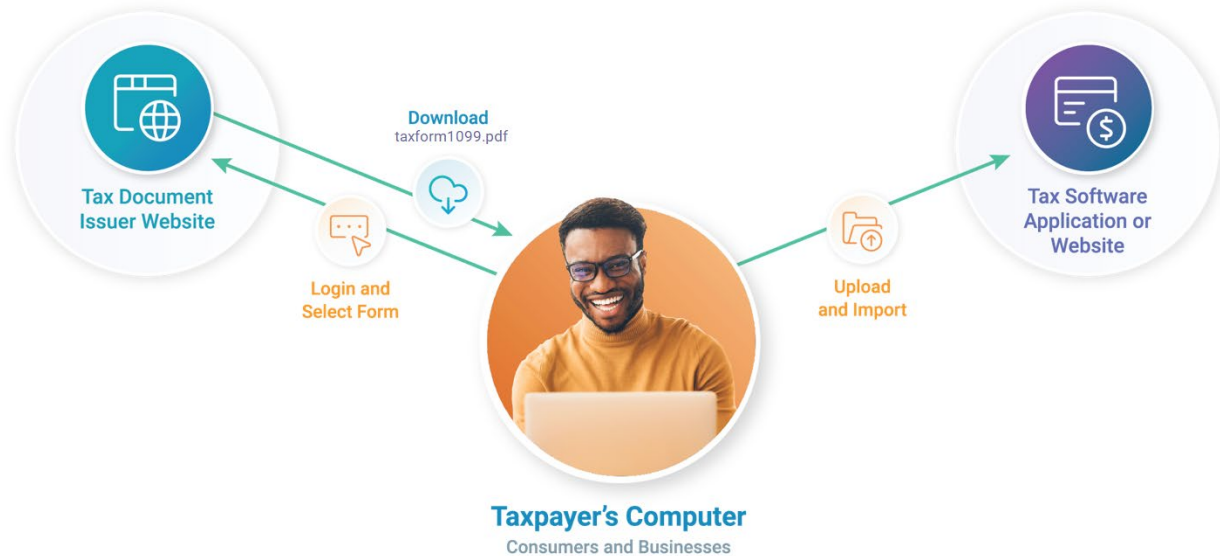 Download
taxform1099.pdf
Tax Document
Issuer Website
Login and
Select Form
Tax Software
Application or
Website
Upload
and Import
Taxpayer’s Computer
Consumers and Businesses